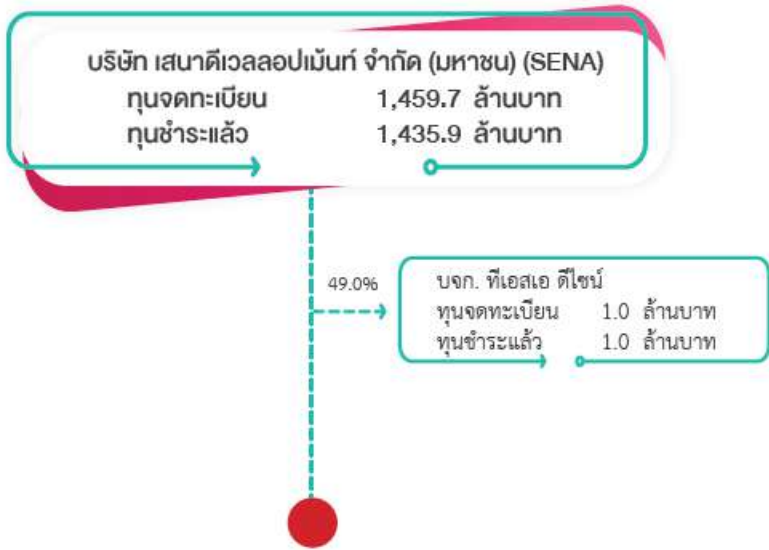 บริษัท เสนาดีเวลลอปเม้นท์ จำกัด (มหาชน) (SENA)
ทุนจดทะเบียน 1,459.7 ล้านบาท
ทุนชำระแล้ว 1,435.9 ล้านบาท
49.0%
บจก. ทีเอสเอ ดีไซน์
ทุนจดทะเบียน 1.0 ล้านบาท
ทุนชำระแล้ว 1.0 ล้านบาท